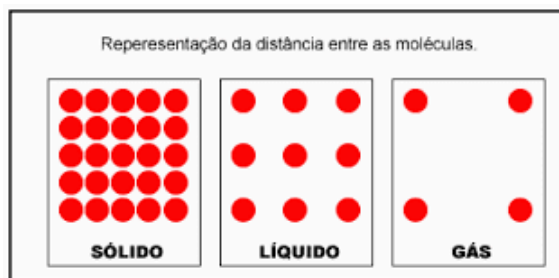 Reperesentação da distância entre as moléculas.
SÓLIDO LÍQUIDO GÁS